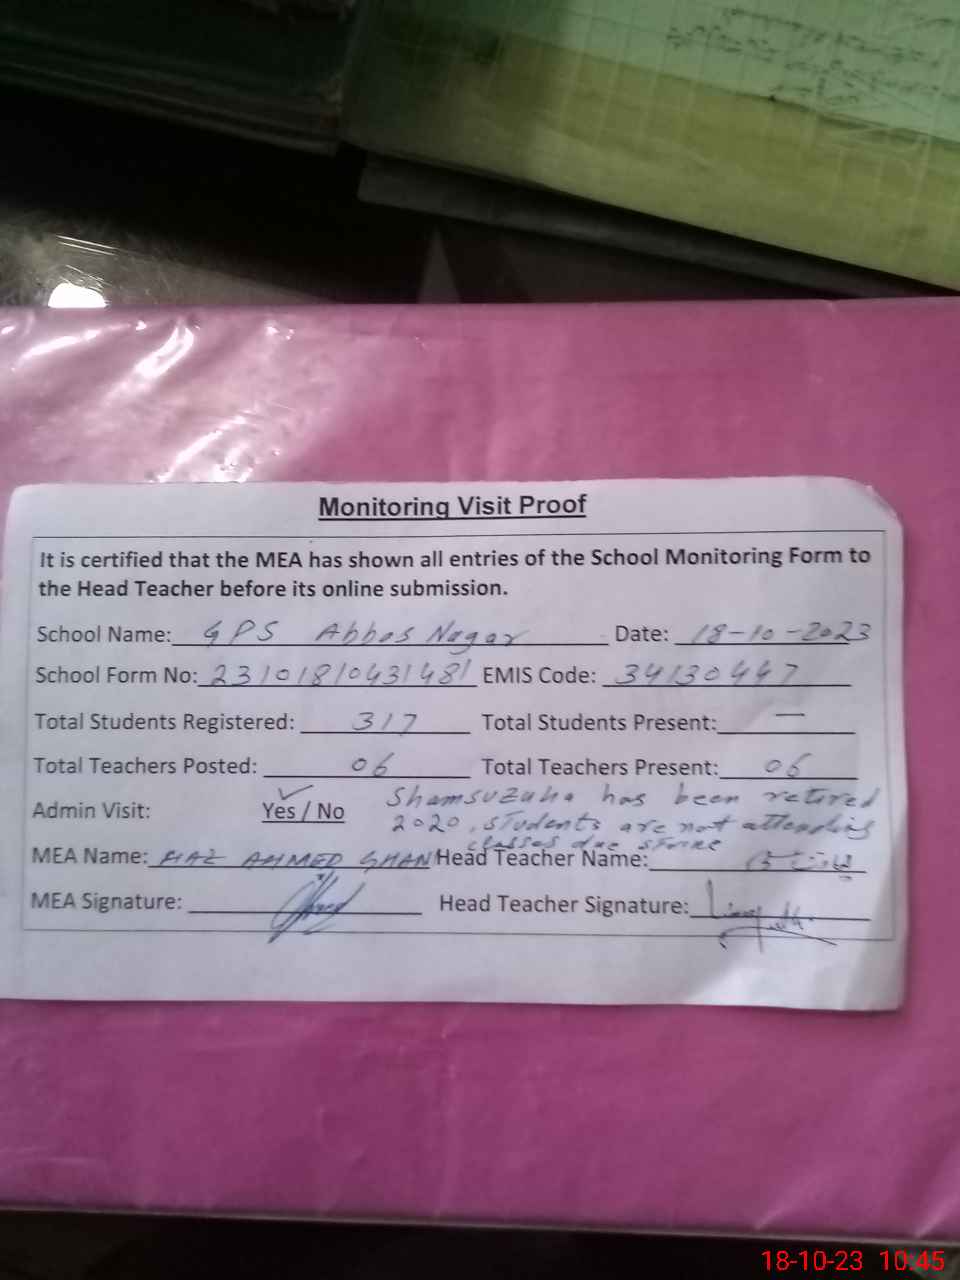 Monitoring Visit Proof
It is certified that the MEA has shown all entries of the School Monitoring Form to
the Head Teacher before its online submission.
School Name: GPS Abbas Nagar Date: 18-10-2023
School Form No: 23101810431481 EMIS Code: 34130447
Total Students Registered: 317 Total Students Present: —
Total Teachers Posted: 06 Total Teachers Present: 06
Shamsuzuha has been retired
Admin Visit: Yes / No 2020, students are not attending
classes due strike
MEA Name: AHMED Head Teacher Name:
MEA Signature: Head Teacher Signature:
18-10-23 10:45